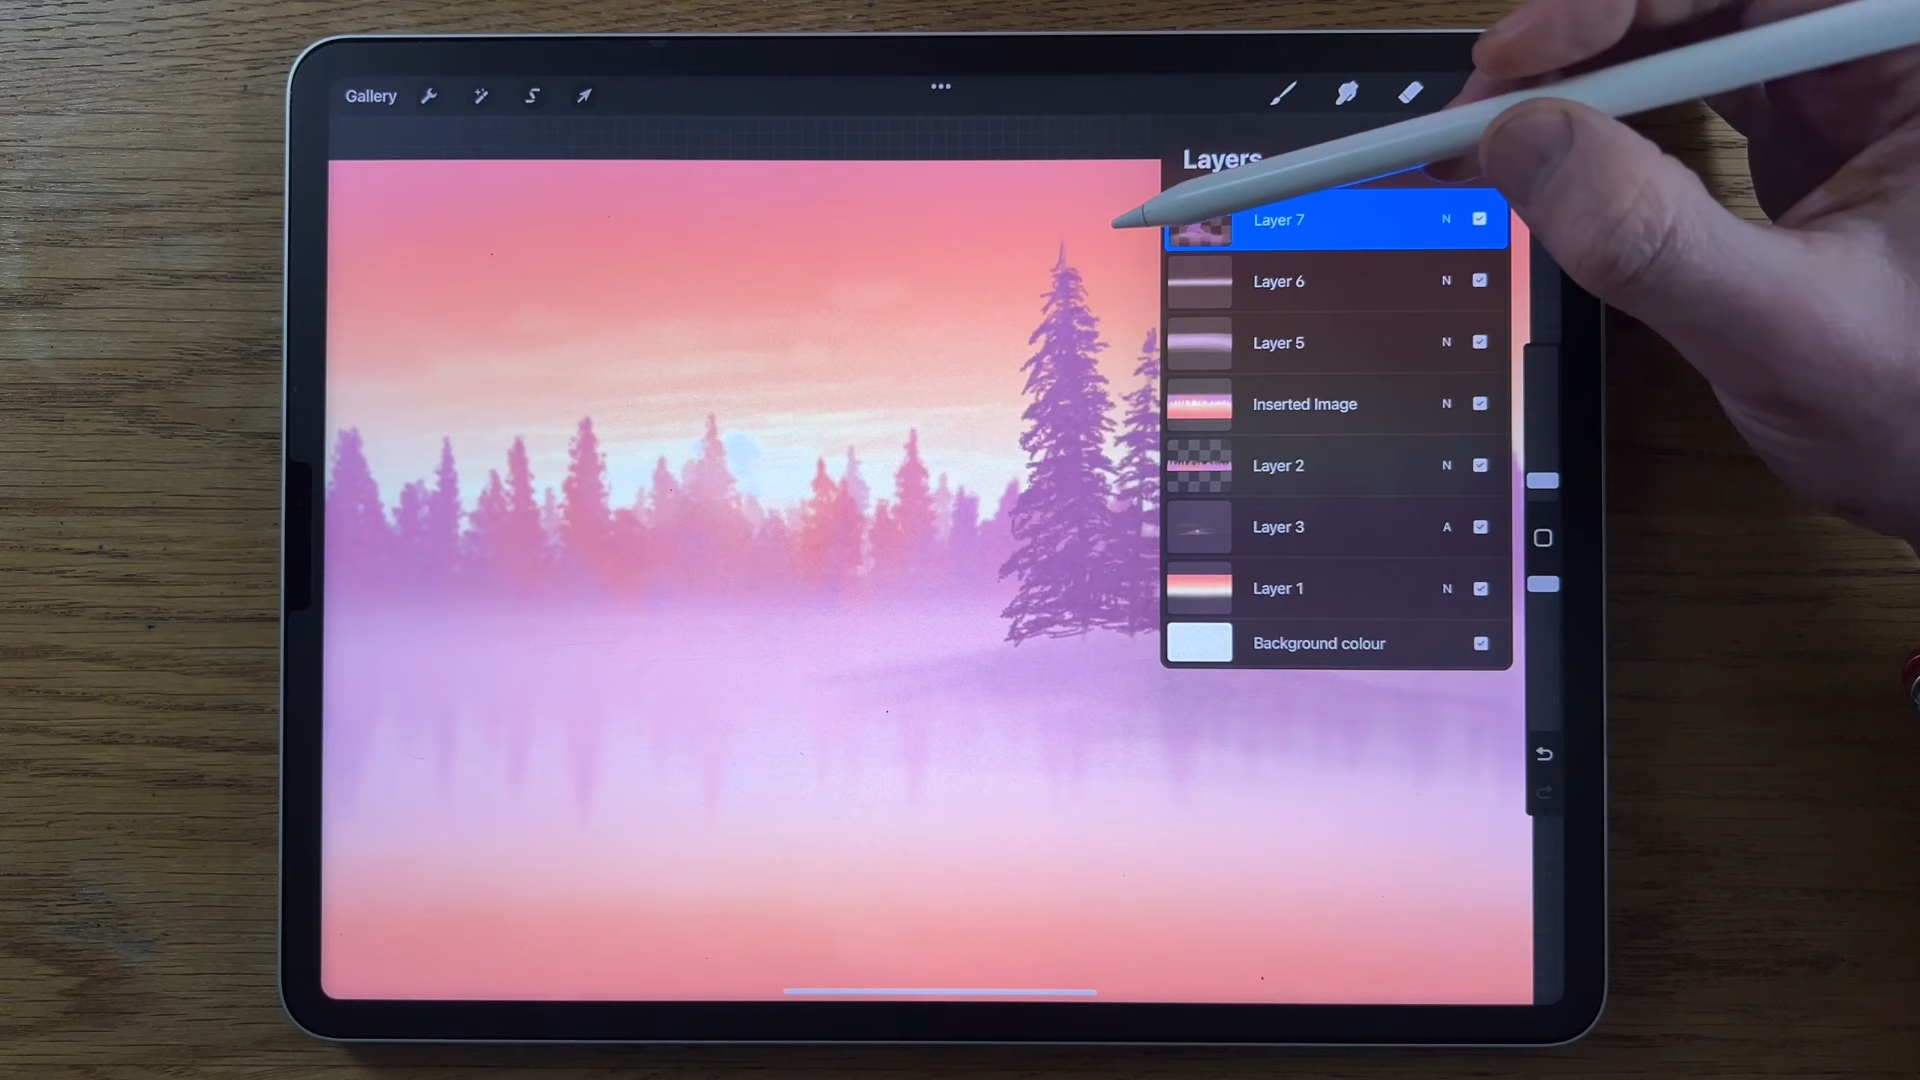 Gallery
Layers
Layer 7 N
Layer 6 N
Layer 5 N
Inserted Image N
Layer 2 N
Layer 3 A
Layer 1 N
Background colour